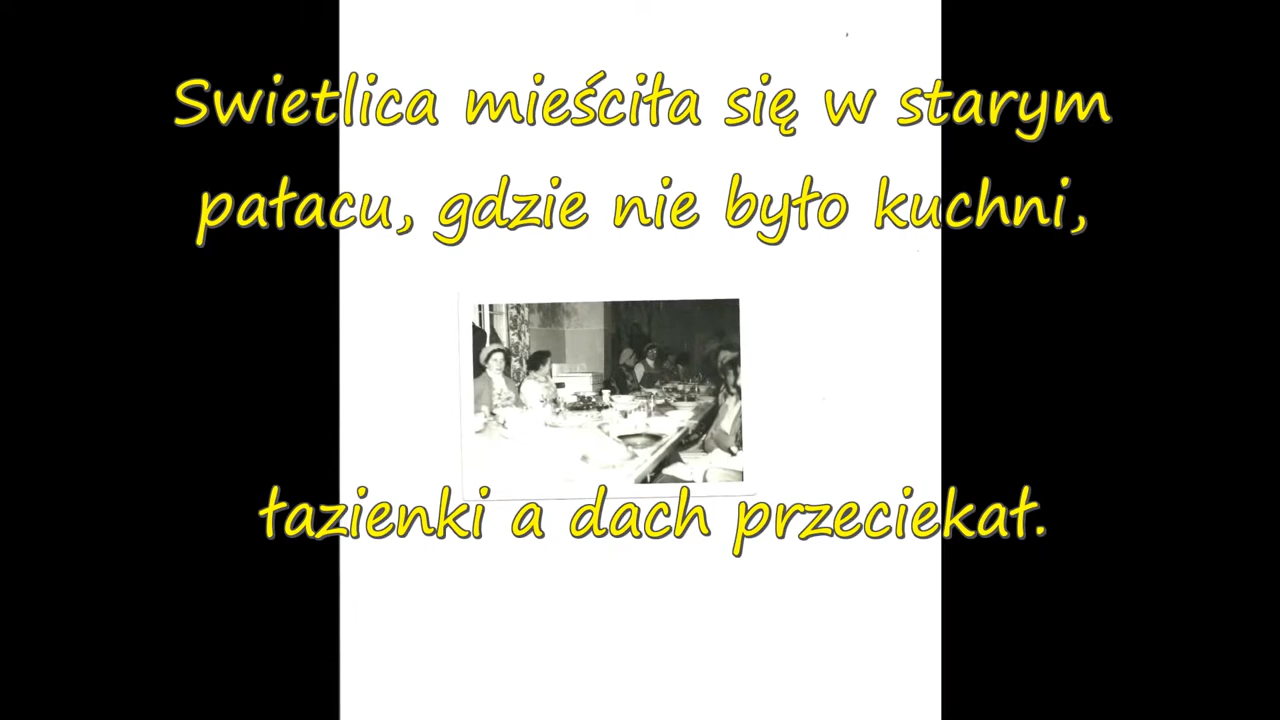 Swietlica mieściła się w starym
pałacu, gdzie nie było kuchni,
łazienki a dach przeciekał.